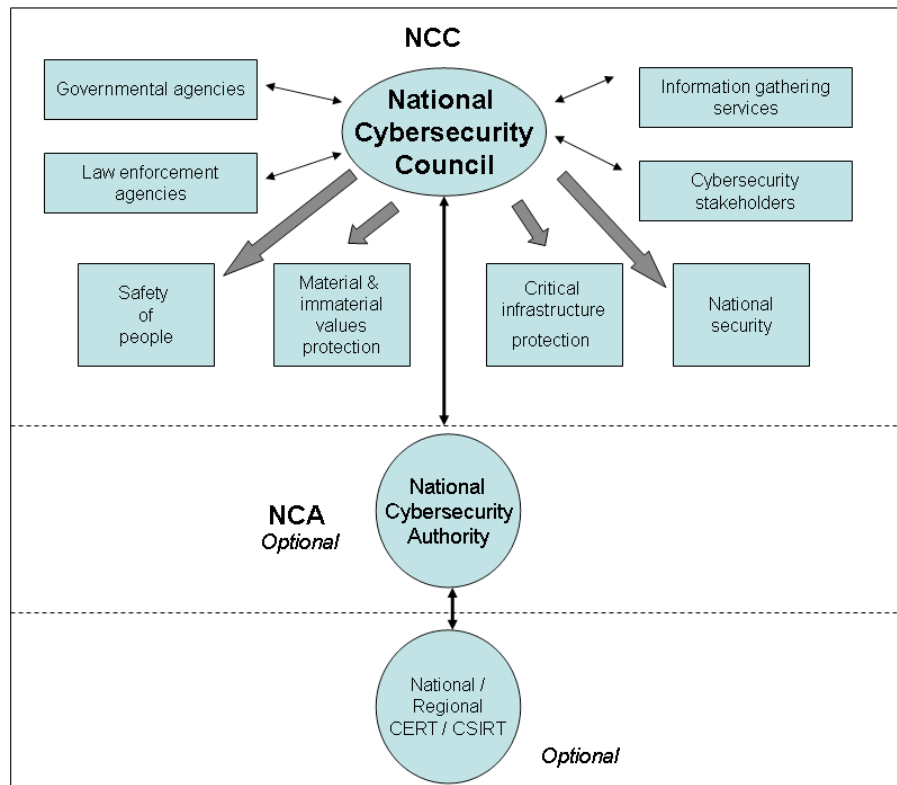 NCC
Governmental agencies
National
Cybersecurity
Council
Information gathering
services
Law enforcement
agencies
Cybersecurity
stakeholders
Safety
of
people
Material &
immaterial
values
protection
Critical
infrastructure
protection
National
security
National
Cybersecurity
Authority
NCA
Optional
National /
Regional
CERT / CSIRT
Optional